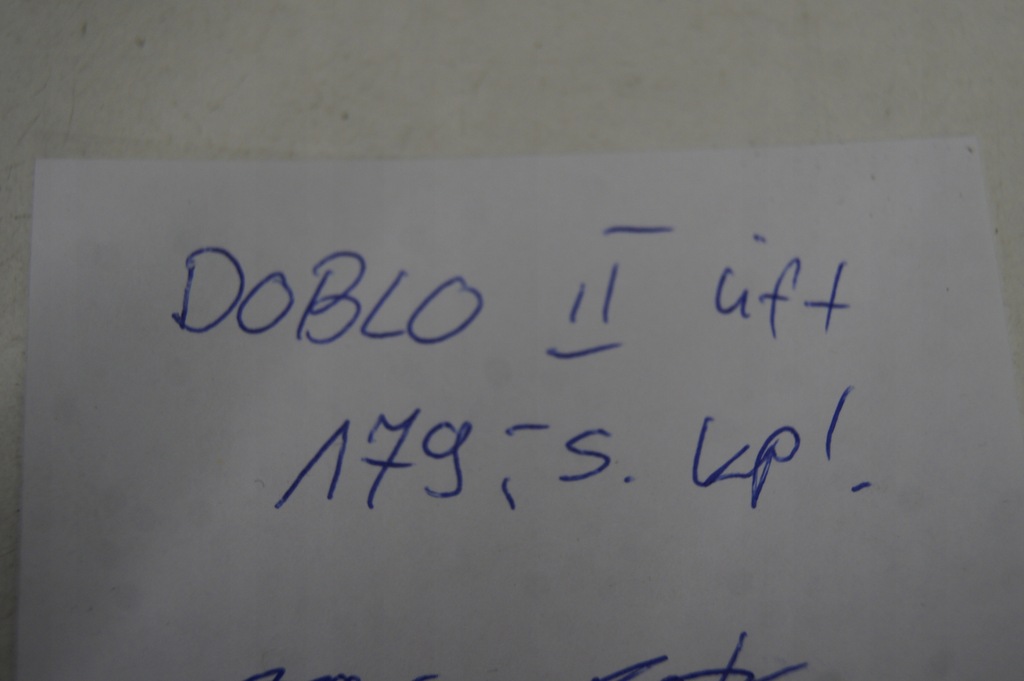 DOBLO II üft
179,- s. kp!